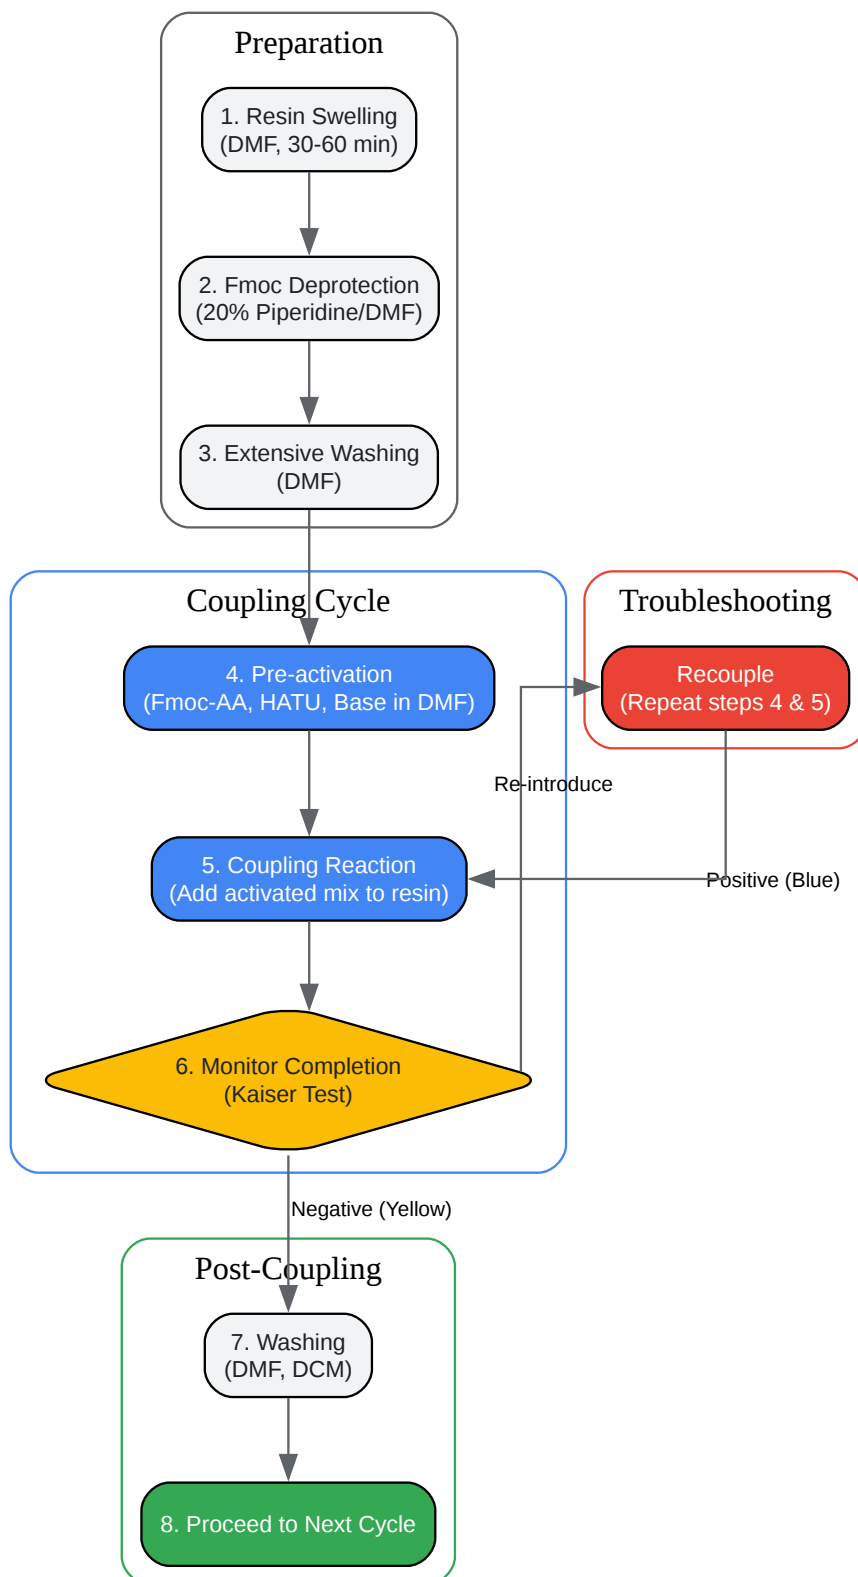 Preparation
1. Resin Swelling
(DMF, 30-60 min)
2. Fmoc Deprotection
(20% Piperidine/DMF)
3. Extensive Washing
(DMF)
Coupling Cycle
4. Pre-activation
(Fmoc-AA, HATU, Base in DMF)
Troubleshooting
Recouple
(Repeat steps 4 & 5)
Re-introduce
5. Coupling Reaction
(Add activated mix to resin)
Positive (Blue)
6. Monitor Completion
(Kaiser Test)
Negative (Yellow)
Post-Coupling
7. Washing
(DMF, DCM)
8. Proceed to Next Cycle